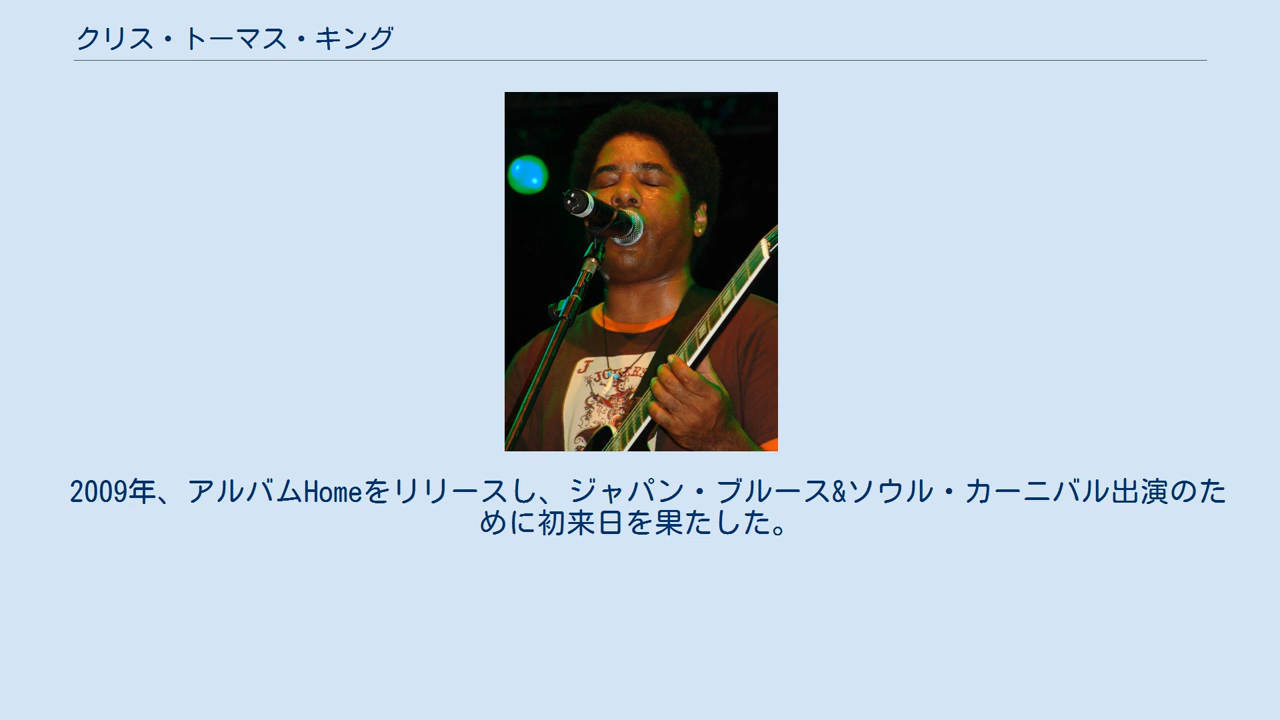 クリス・トーマス・キング
J
2009年、アルバムHomeをリリースし、ジャパン・ブルース&ソウル・カーニバル出演のた
めに初来日を果たした。